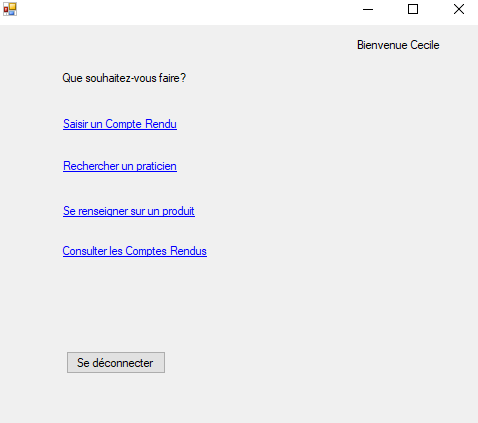 Bienvenue Cecile
Que souhaitez-vous faire?
Saisir un Compte Rendu
Rechercher un praticien
Se renseigner sur un produit
Consulter les Comptes Rendus
Se déconnecter